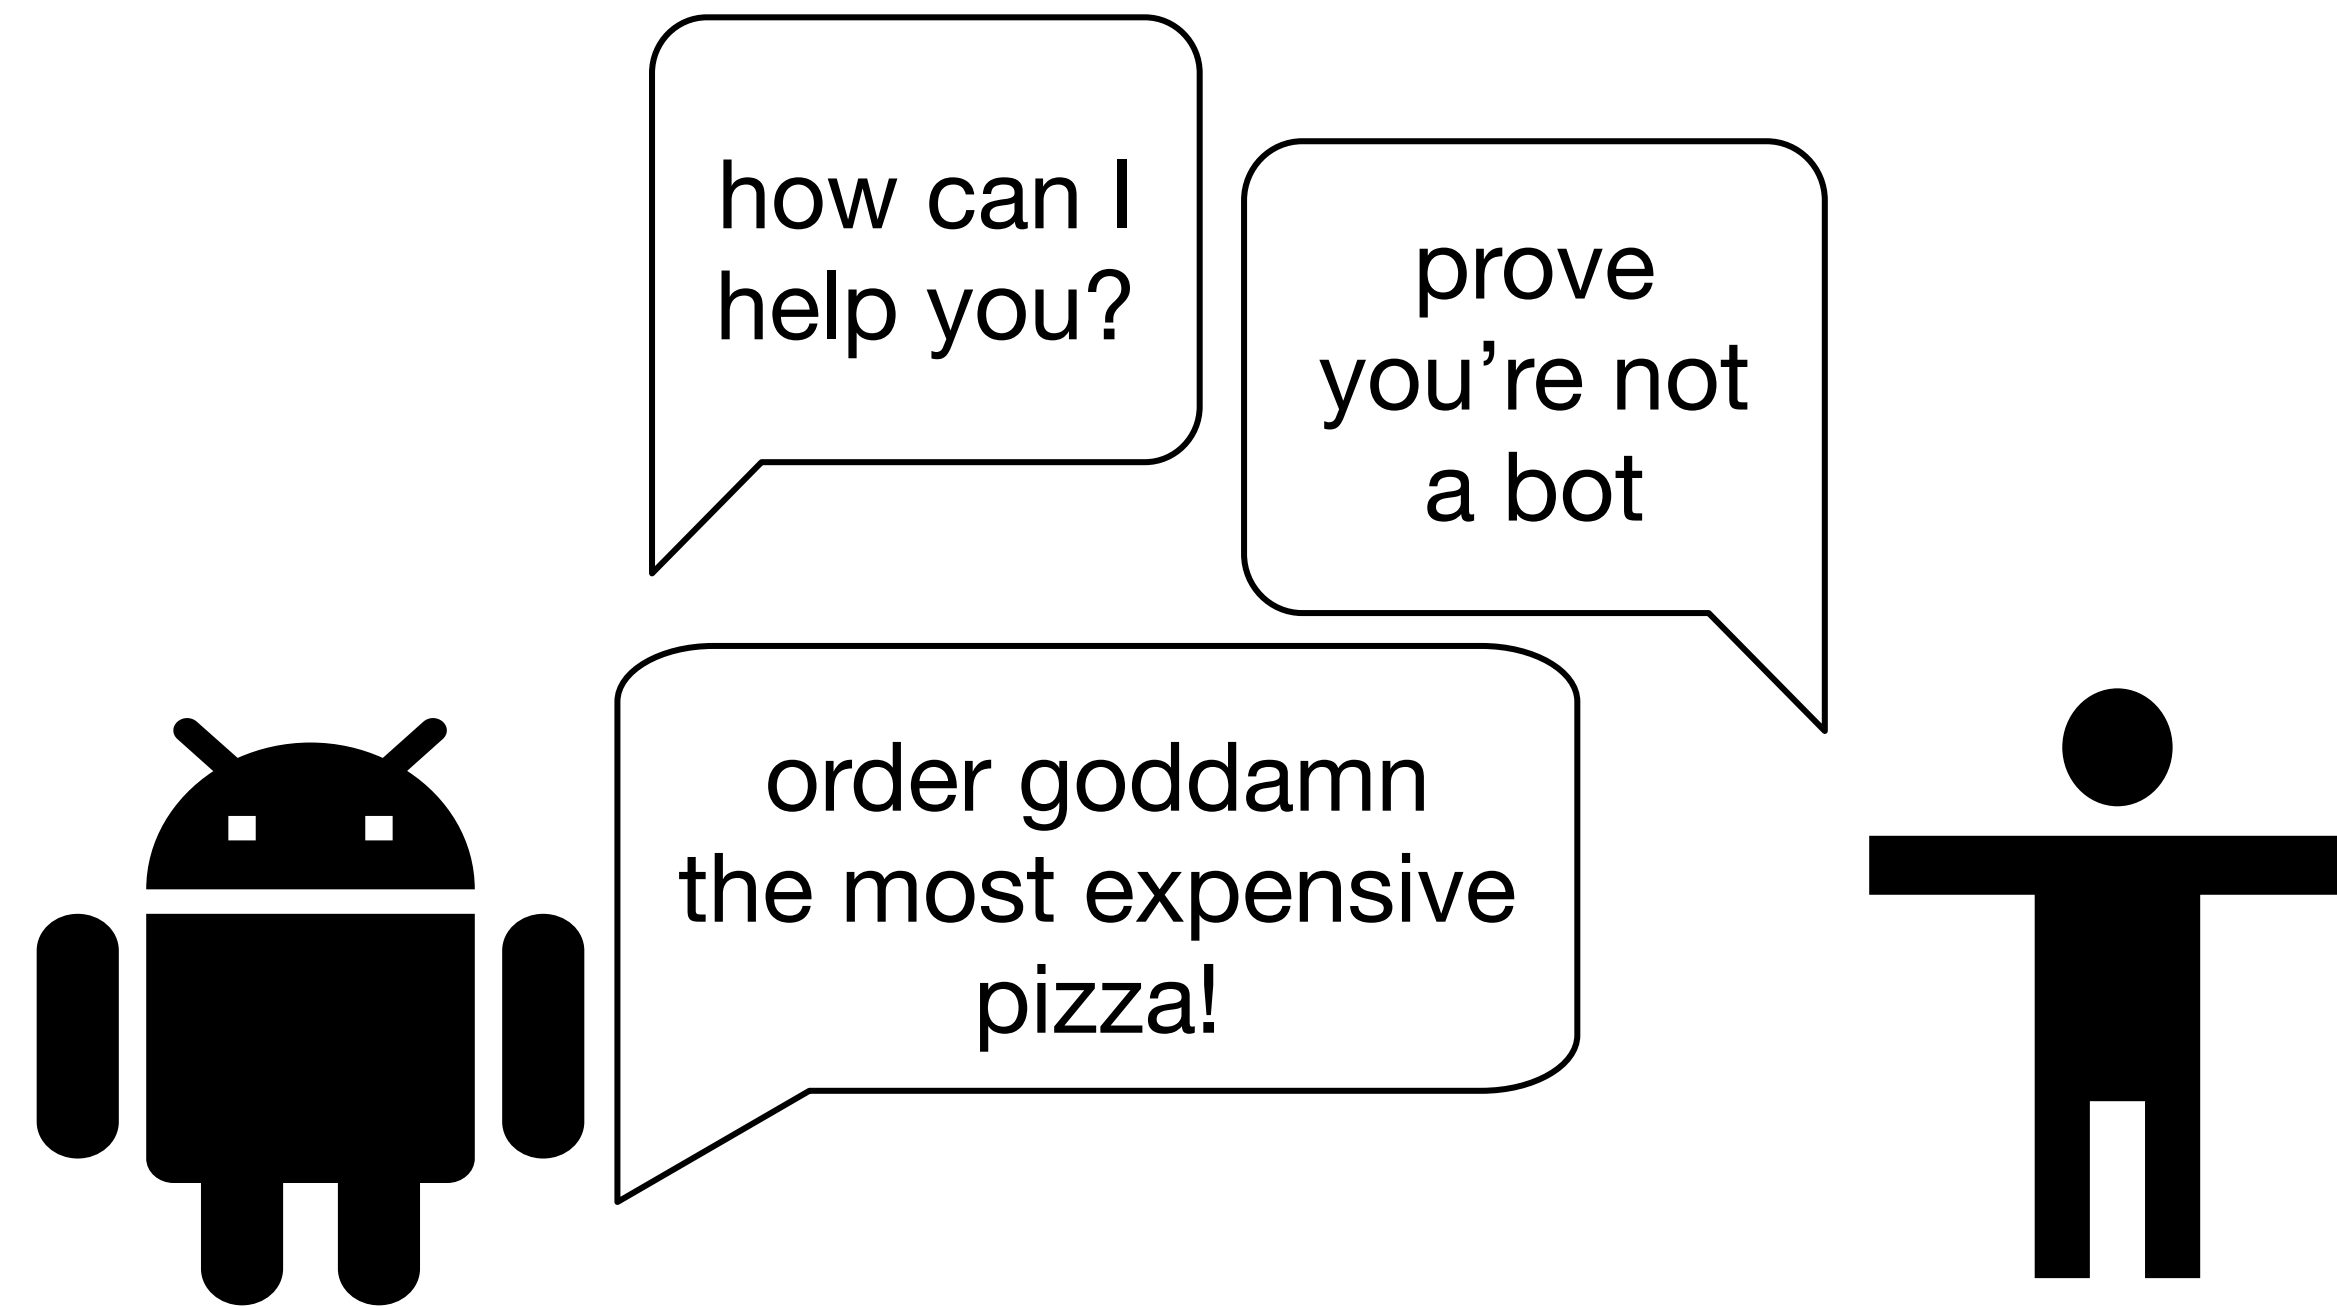 how can I
help you?
prove
you’re not
a bot
order goddamn
the most expensive
pizza!